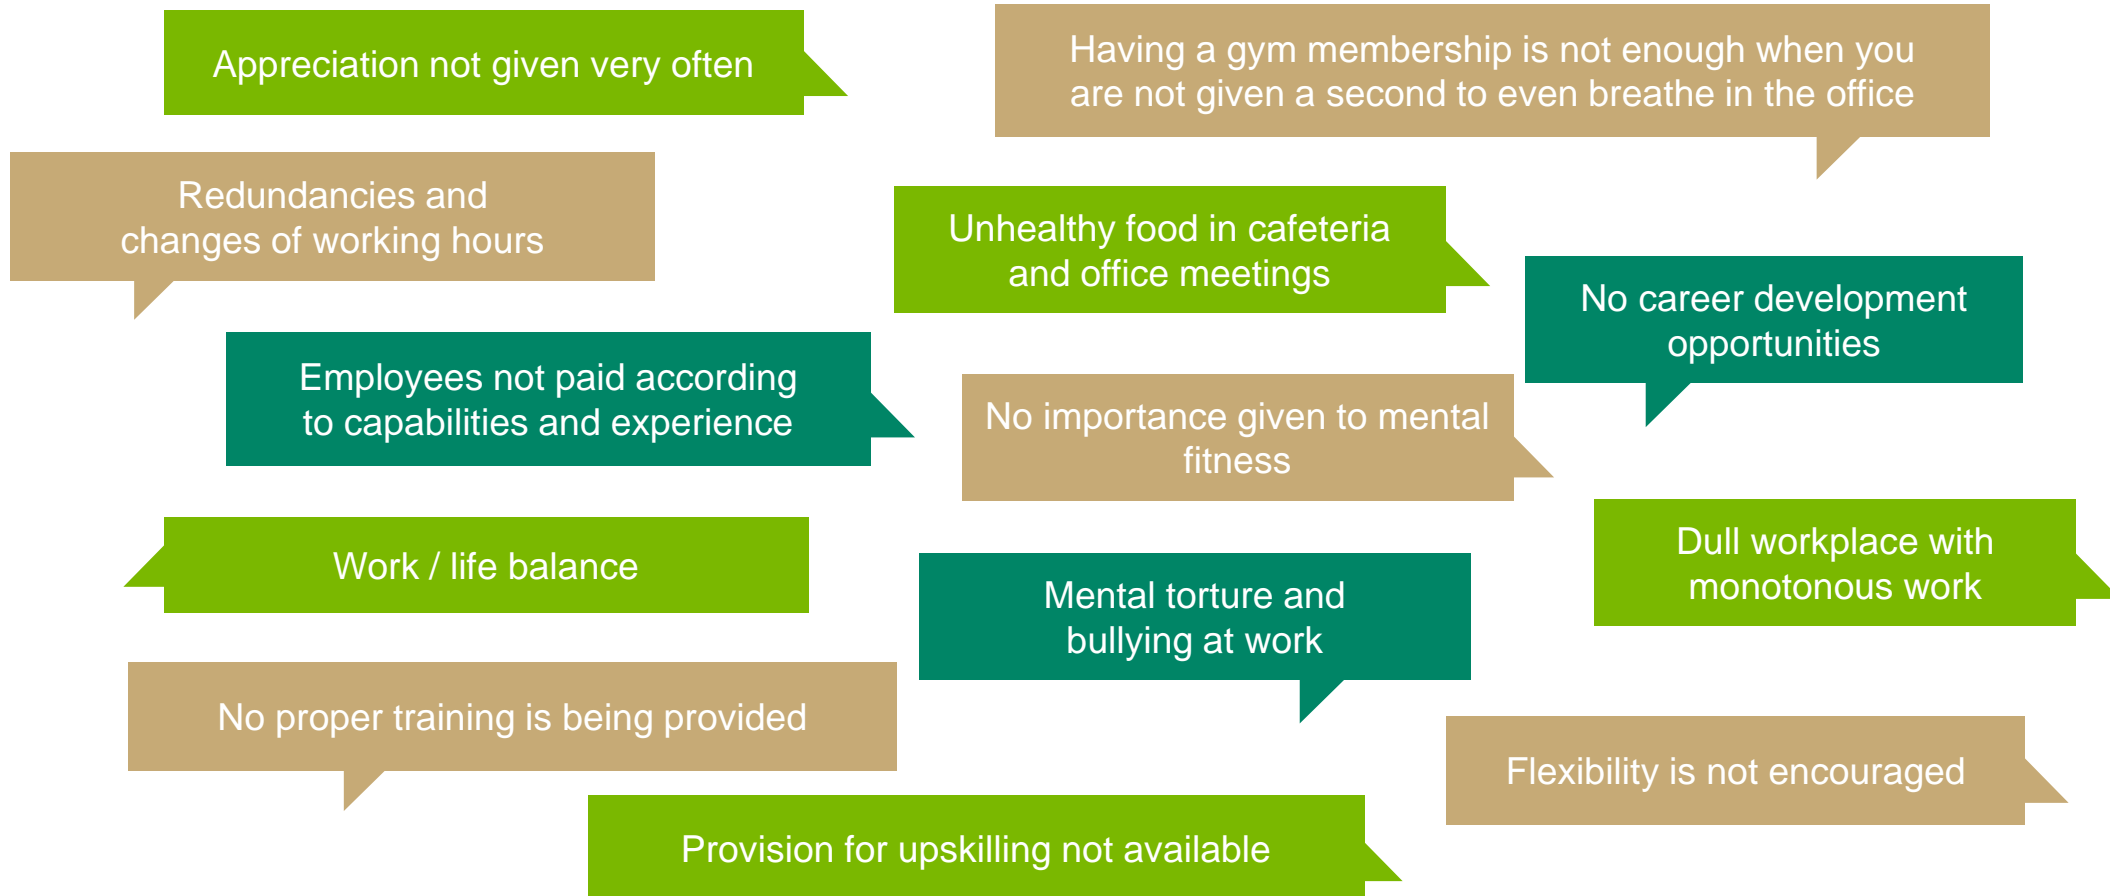 Appreciation not given very often
Having a gym membership is not enough when you
are not given a second to even breathe in the office
Redundancies and
changes of working hours
Unhealthy food in cafeteria
and office meetings
No career development
opportunities
Employees not paid according
to capabilities and experience
No importance given to mental
fitness
Work / life balance
Dull workplace with
monotonous work
Mental torture and
bullying at work
No proper training is being provided
Flexibility is not encouraged
Provision for upskilling not available